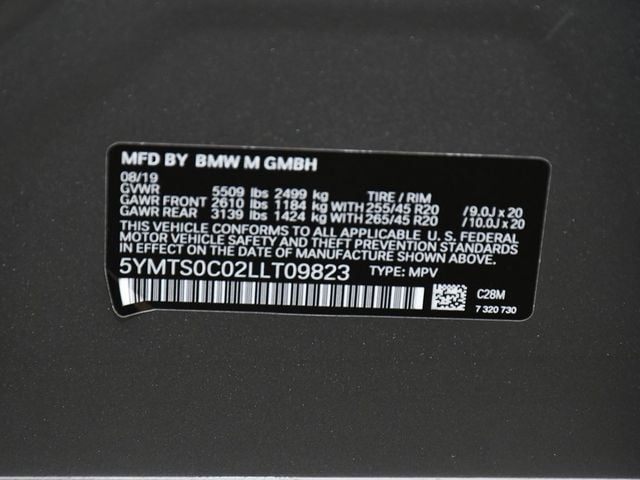 MFD BY BMW M GMBH
08/19
GVWR 5509 lbs 2499 kg TIRE / RIM
GAWR FRONT 2610 lbs 1184 kg WITH 255/45 R20 /9.0J x 20
GAWR REAR 3139 lbs 1424 kg WITH 265/45 R20 /10.0J x 20
THIS VEHICLE CONFORMS TO ALL APPLICABLE U.S. FEDERAL
MOTOR VEHICLE SAFETY AND THEFT PREVENTION STANDARDS
IN EFFECT ON THE DATE OF MANUFACTURE SHOWN ABOVE.
5YMTS0C02LLT09823 TYPE: MPV
C28M
7 320 730